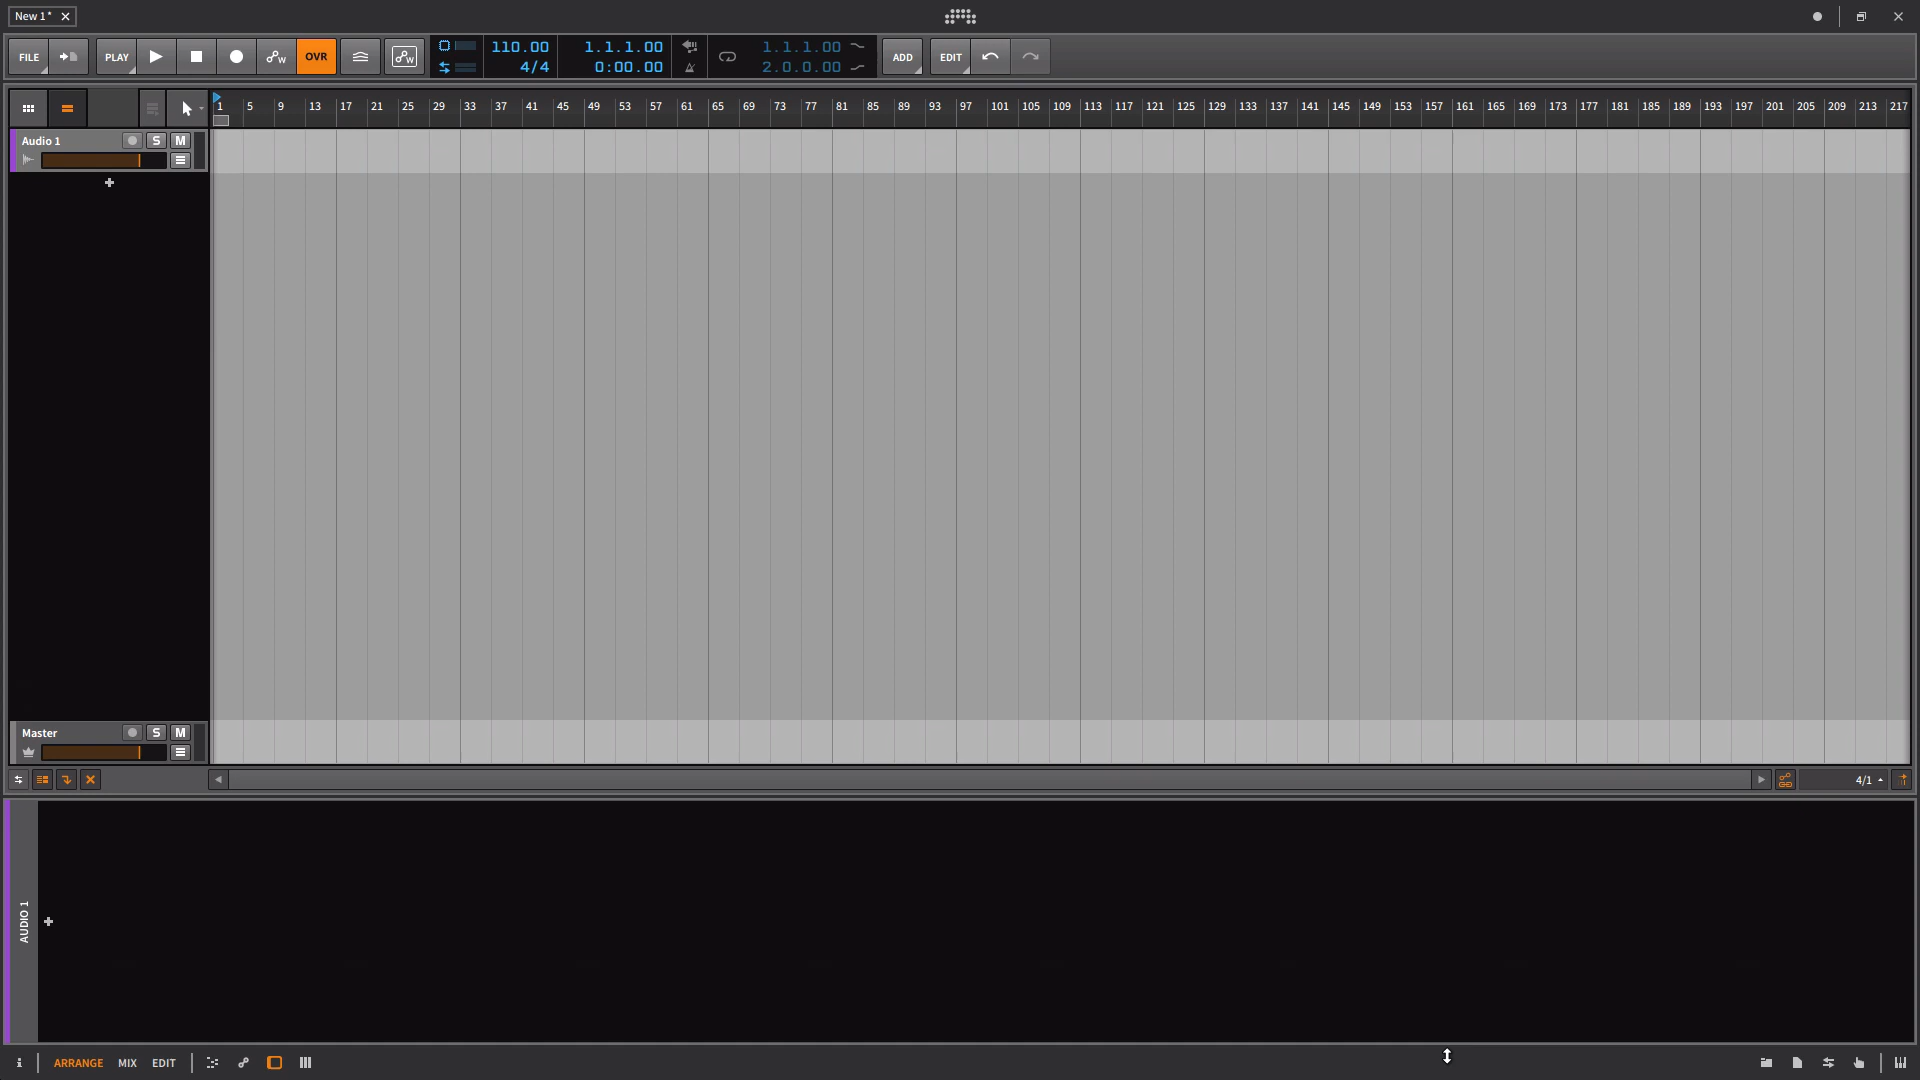 New 1*
FILE
PLAY
OVR
110.00
4/4
1.1.1.00
0:00.00
1.1.1.00
2.0.0.00
ADD
EDIT
1 5 9 13 17 21 25 29 33 37 41 45 49 53 57 61 65 69 73 77 81 85 89 93 97 101 105 109 113 117 121 125 129 133 137 141 145 149 153 157 161 165 169 173 177 181 185 189 193 197 201 205 209 213 217
Audio 1 S M
Master S M
4/1
AUDIO 1
i ARRANGE MIX EDIT